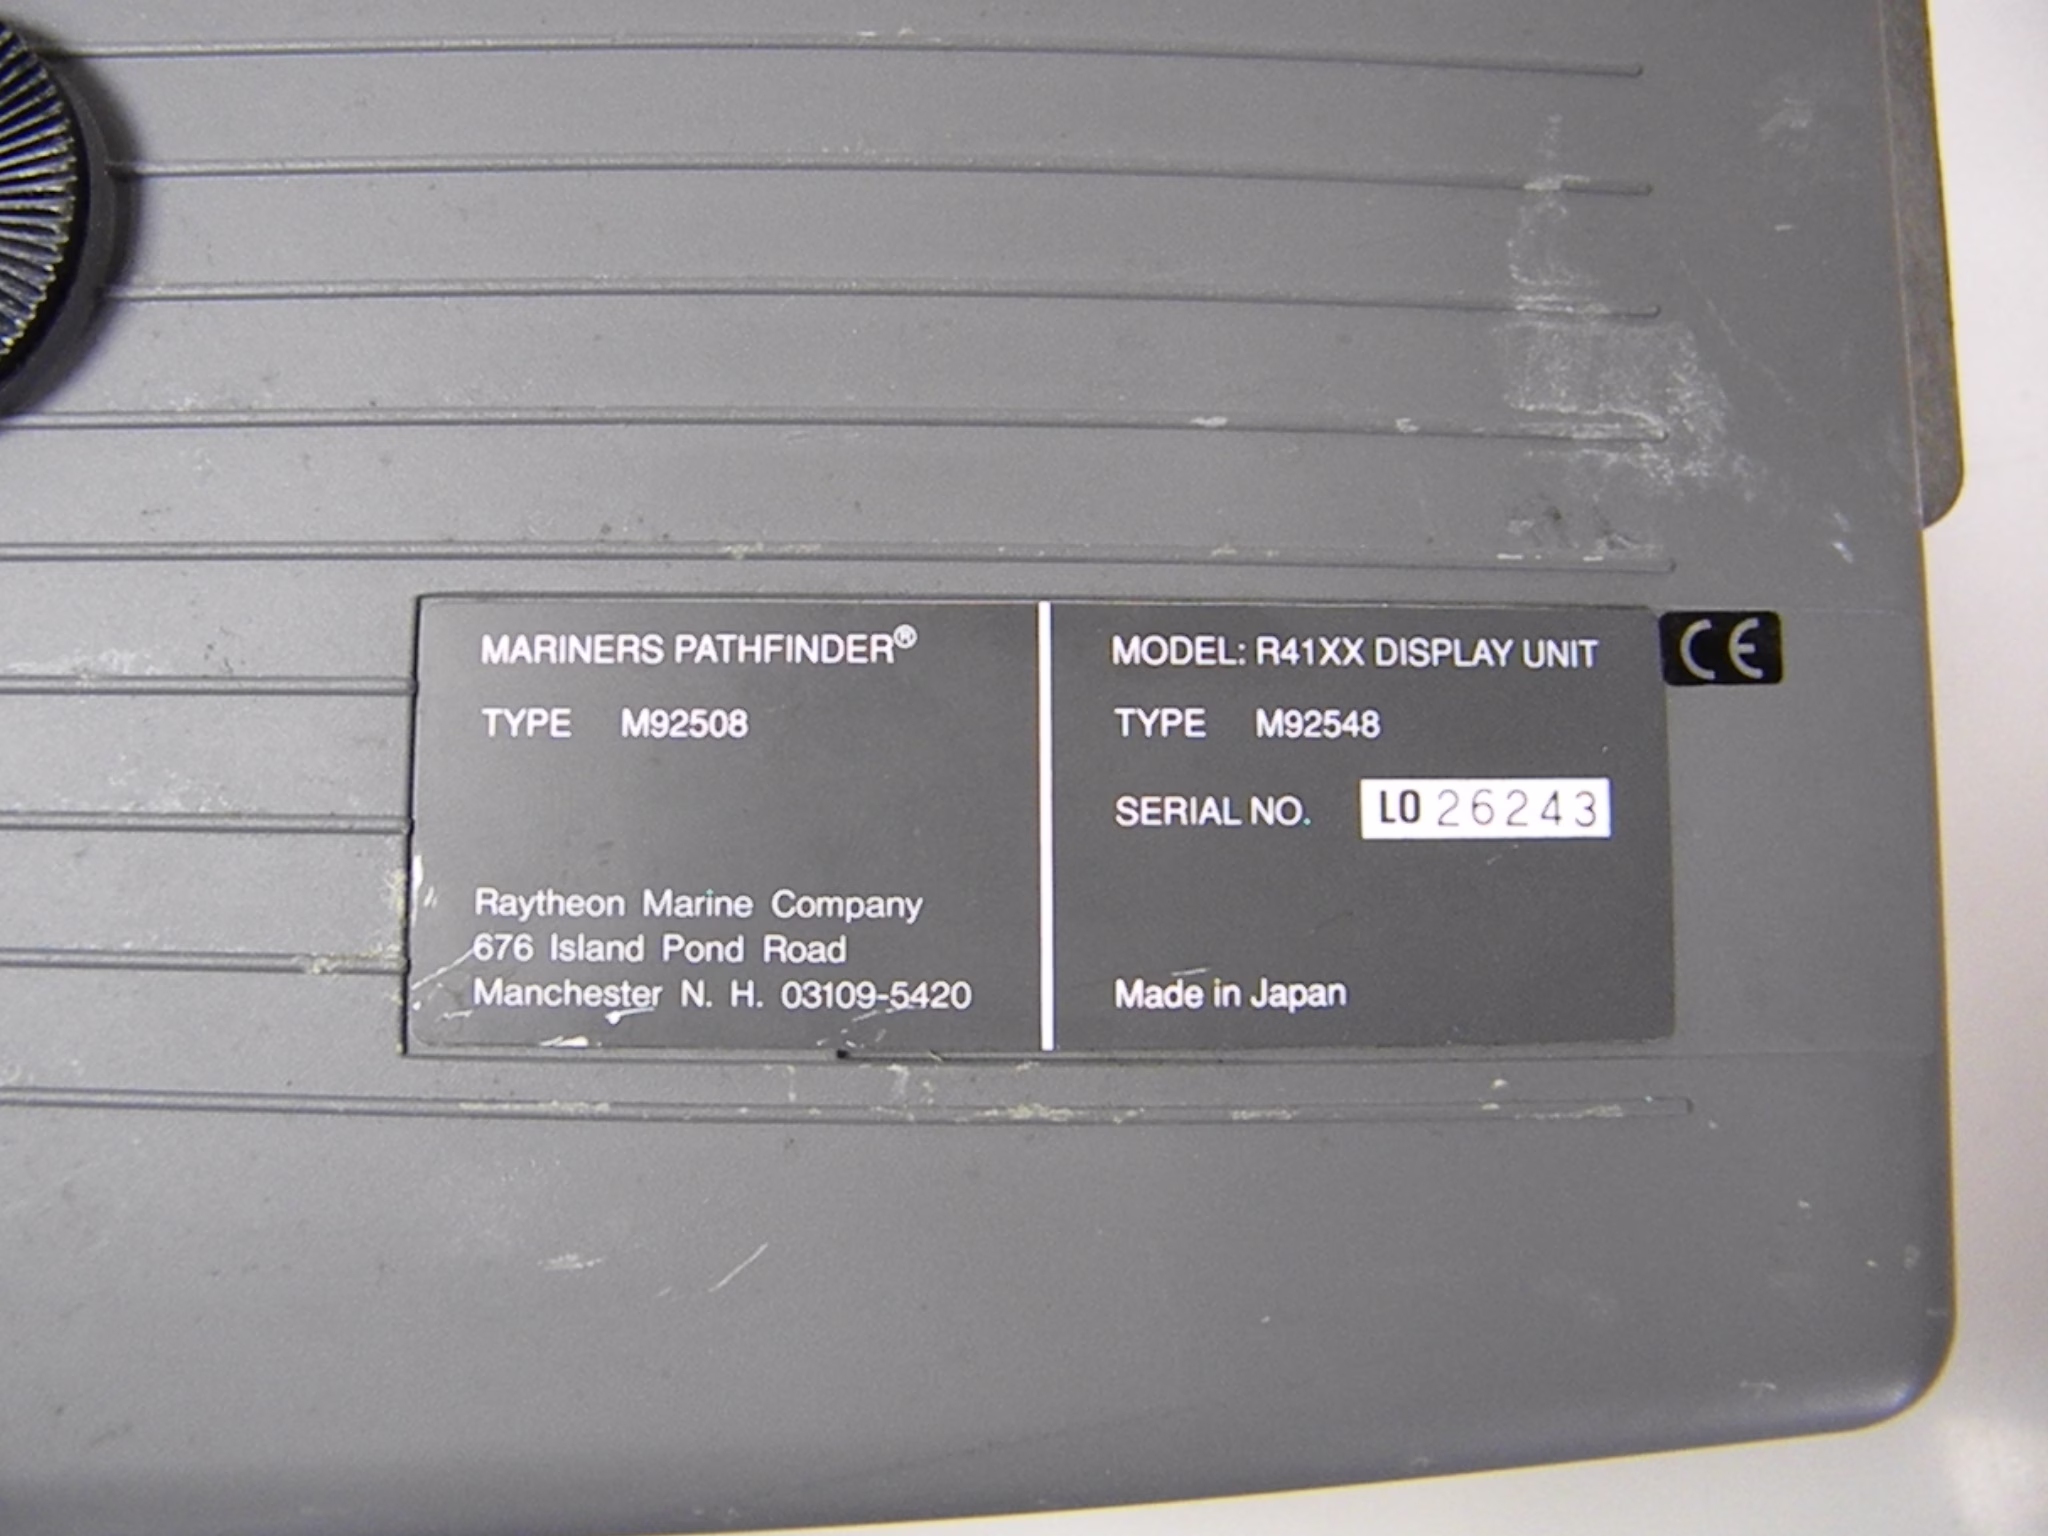 MARINERS PATHFINDER®
TYPE M92508
Raytheon Marine Company
676 Island Pond Road
Manchester N. H. 03109-5420
MODEL: R41XX DISPLAY UNIT
TYPE M92548
SERIAL NO. LO 26243
Made in Japan
CE